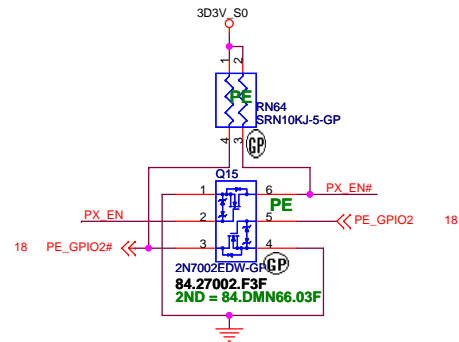 3D3V_S0
1 2
PE
RN64
SRN10KJ-5-GP
4 3
GP
Q15
1 6
PX_EN#
PE
PX_EN
2 5
PE_GPIO2 18
18 PE_GPIO2#
3 4
2N7002EDW-GP
GP
84.27002.F3F
2ND = 84.DMN66.03F